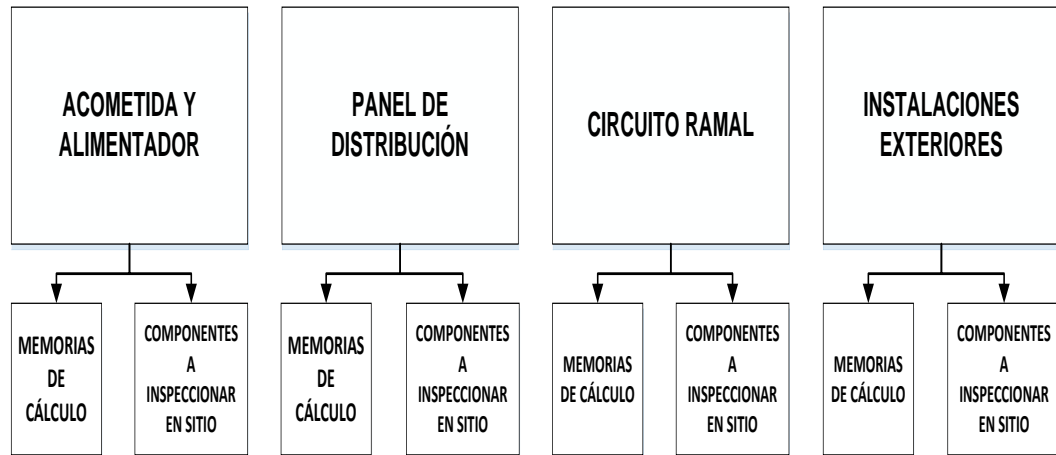 ACOMETIDA Y
ALIMENTADOR
PANEL DE
DISTRIBUCIÓN
CIRCUITO RAMAL
INSTALACIONES
EXTERIORES
MEMORIAS
DE
CÁLCULO
COMPONENTES
A
INSPECCIONAR
EN SITIO
MEMORIAS
DE
CÁLCULO
COMPONENTES
A
INSPECCIONAR
EN SITIO
MEMORIAS
DE CÁLCULO
COMPONENTES
A
INSPECCIONAR
EN SITIO
MEMORIAS
DE CÁLCULO
COMPONENTES
A
INSPECCIONAR
EN SITIO